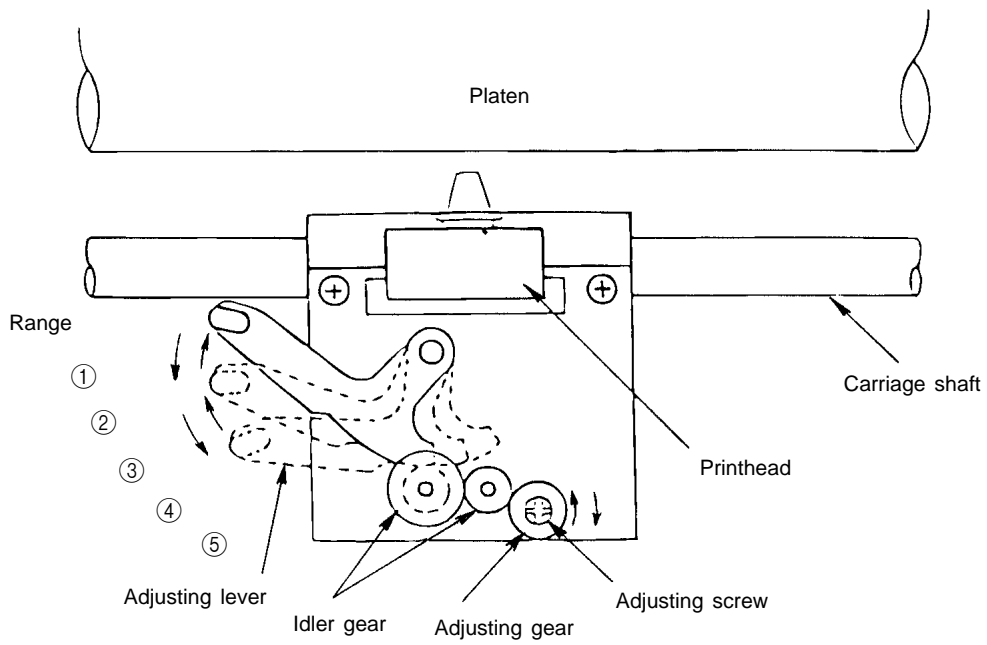 Platen
Range
①
②
③
④
⑤
Carriage shaft
Printhead
Adjusting lever
Idler gear
Adjusting gear
Adjusting screw